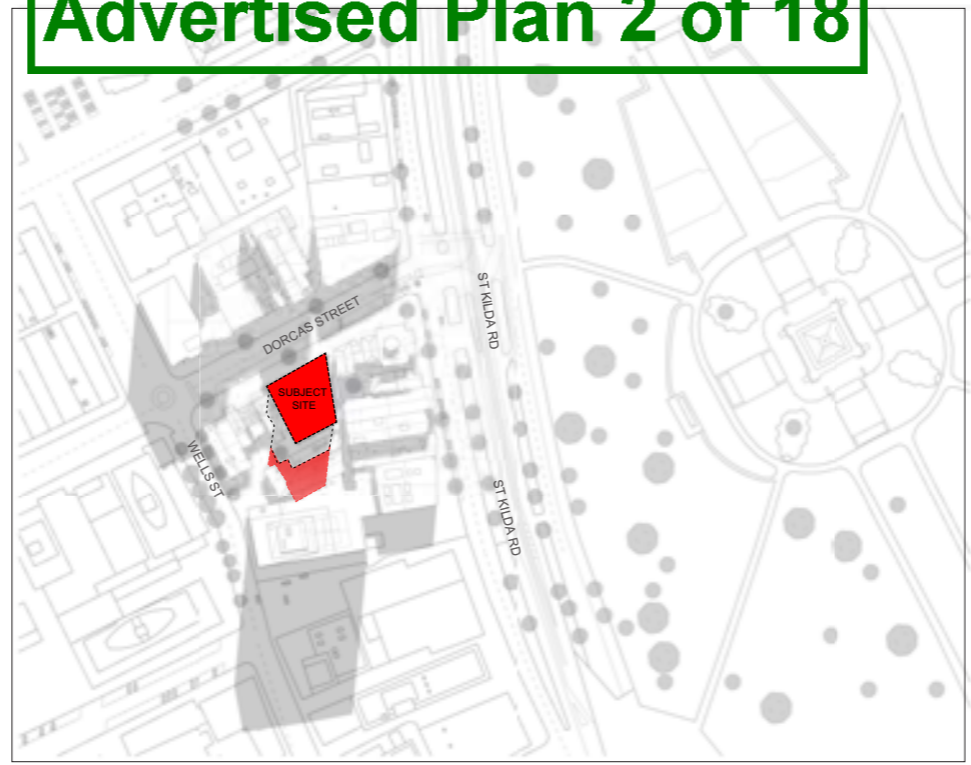 Advertised Plan 2 of 18
ST KILDA RD
DORCAS STREET
SUBJECT
SITE
WELLS ST
ST KILDA RD